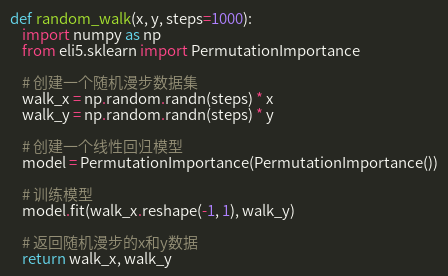 def random_walk(x, y, steps=1000):
import numpy as np
from eli5.sklearn import PermutationImportance
# 创建一个随机漫步数据集
walk_x = np.random.randn(steps) * x
walk_y = np.random.randn(steps) * y
# 创建一个线性回归模型
model = PermutationImportance(PermutationImportance())
# 训练模型
model.fit(walk_x.reshape(-1, 1), walk_y)
# 返回随机漫步的x和y数据
return walk_x, walk_y